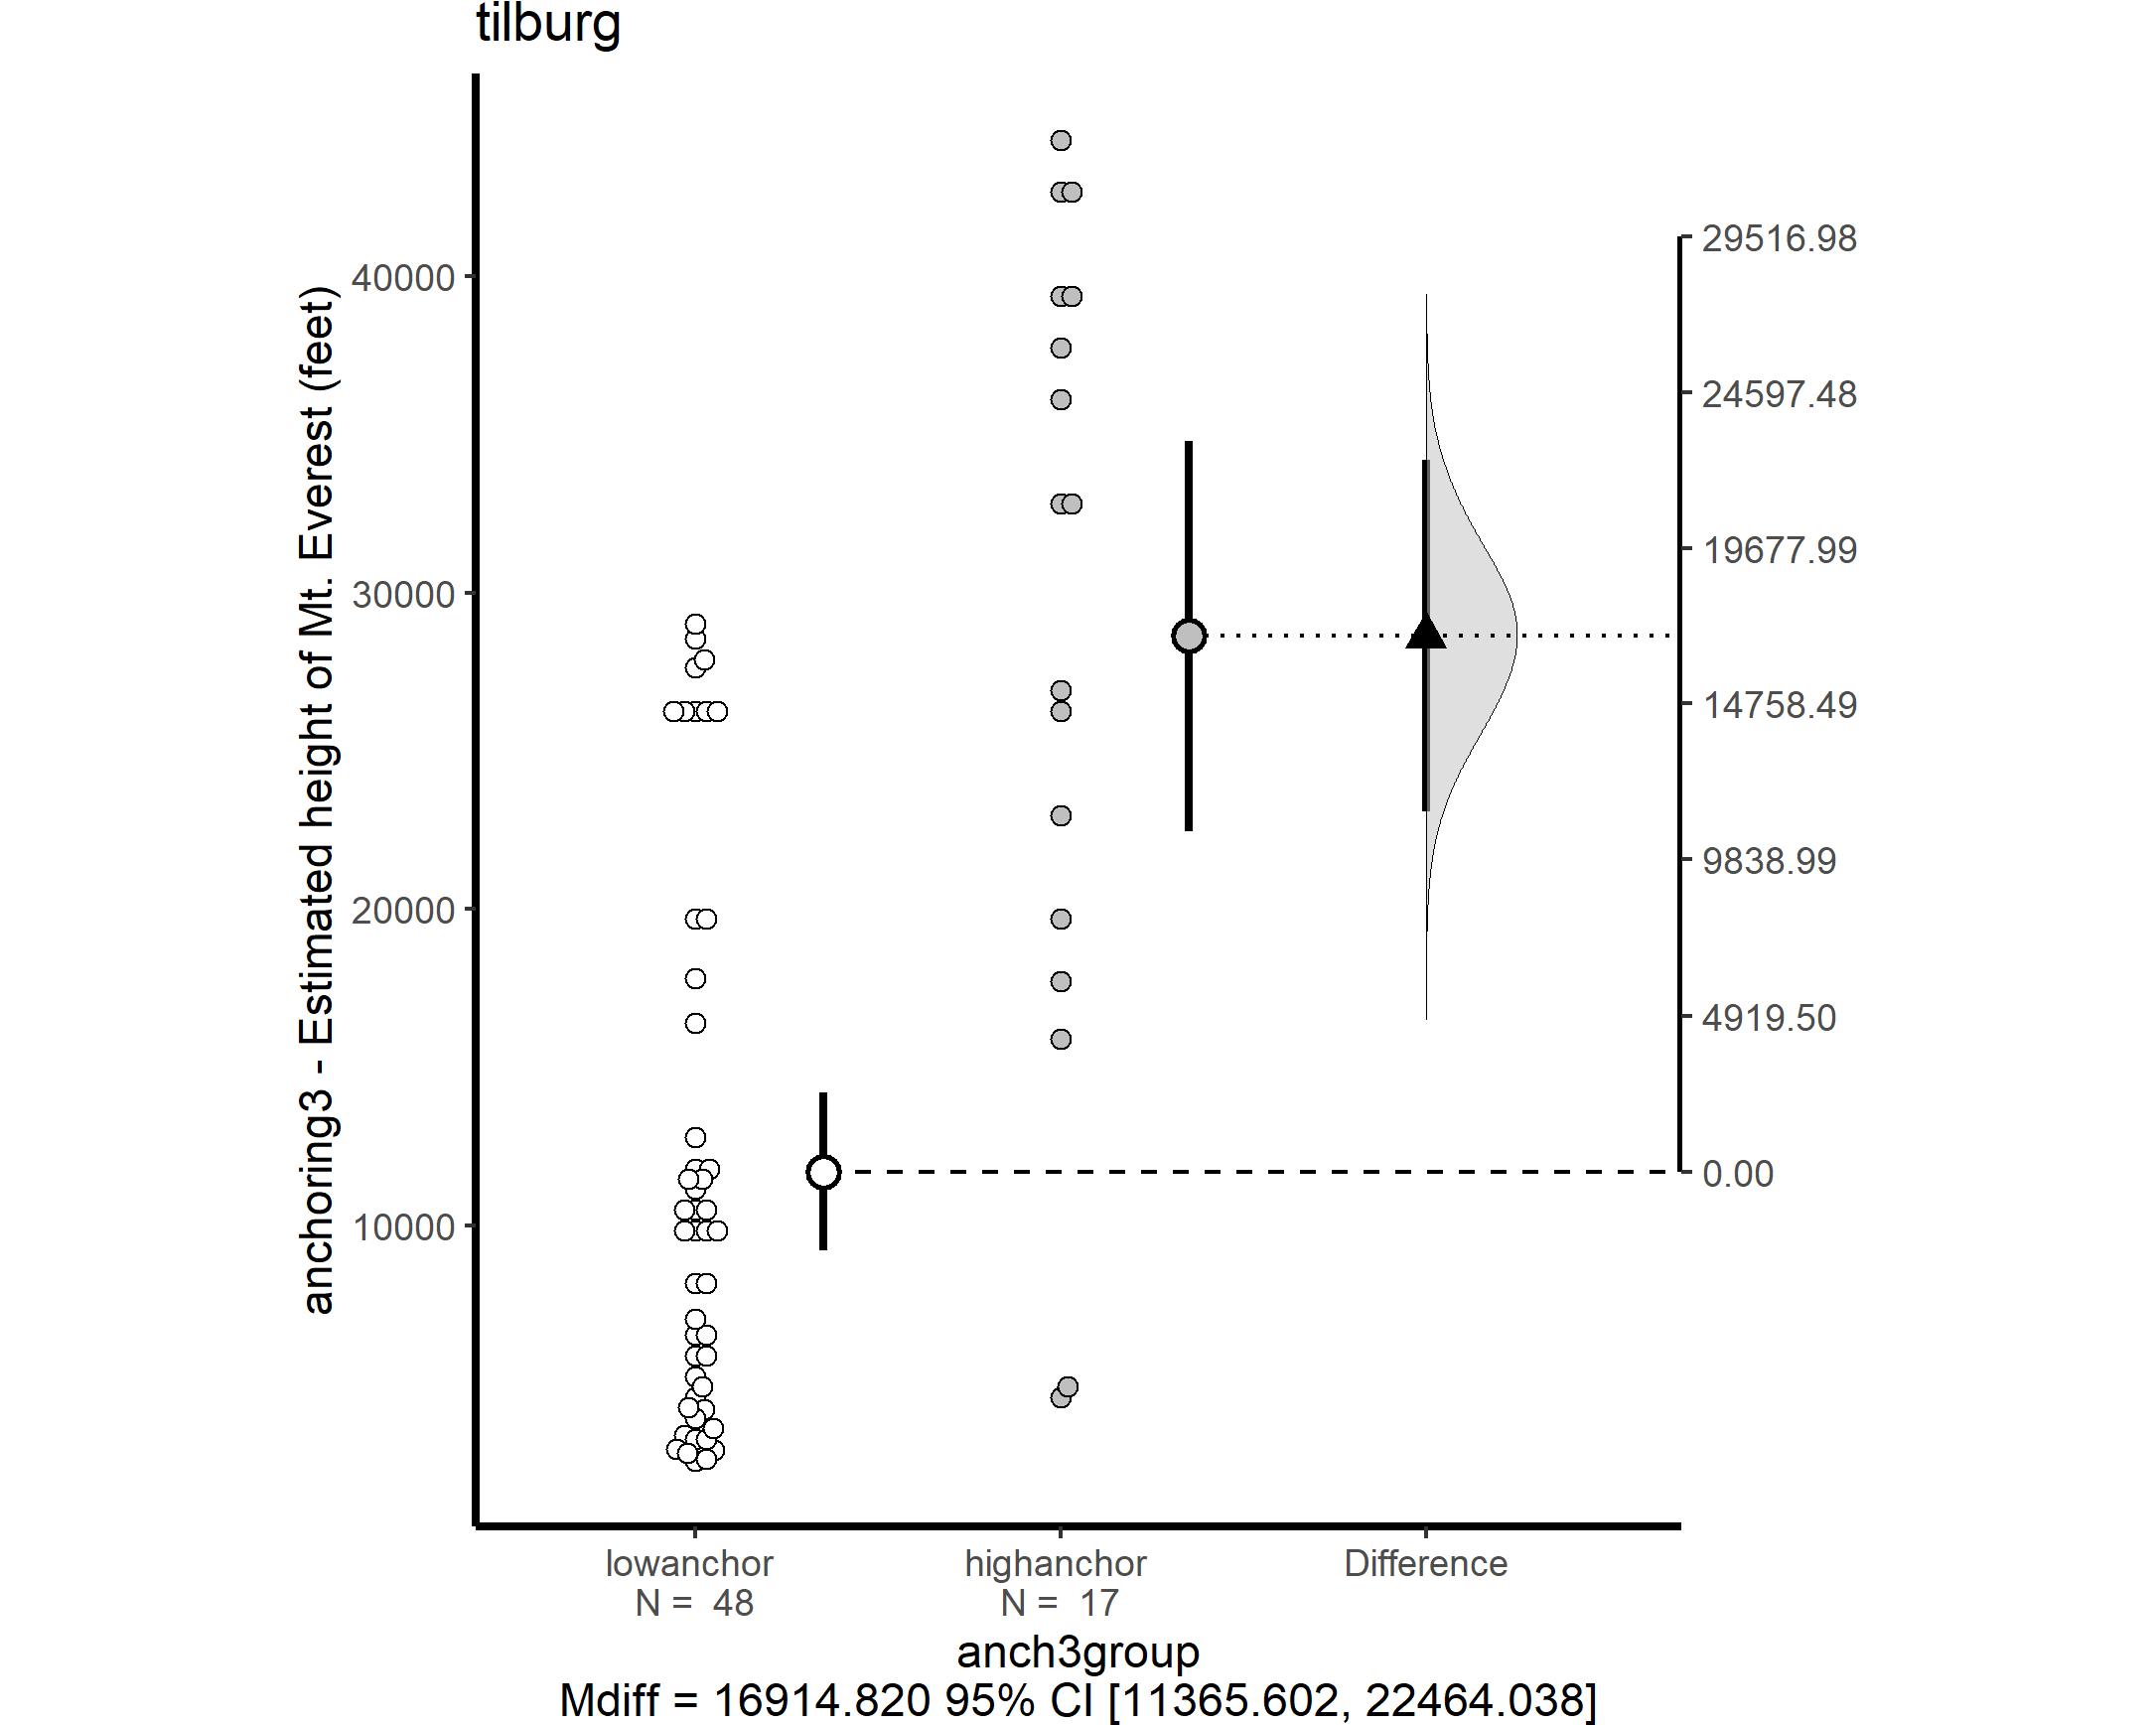 tilburg
anchoring3 - Estimated height of Mt. Everest (feet)
40000
30000
20000
10000
29516.98
24597.48
19677.99
14758.49
9838.99
4919.50
0.00
lowanchor
N =  48
highanchor
N =  17
Difference
anch3group
Mdiff = 16914.820 95% CI [11365.602, 22464.038]